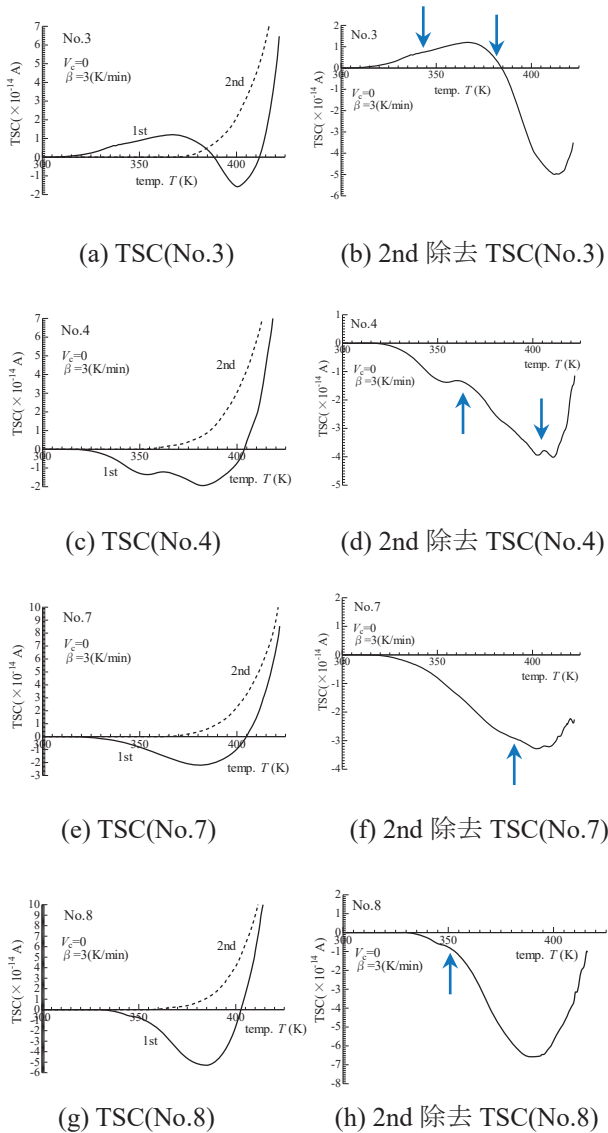 No.3
V_c=0
β=3(K/min)
1st
2nd
TSC(×10⁻¹⁴ A)
temp. T (K)
7
6
5
4
3
2
1
0
-1
-2
300
350
400
(a) TSC(No.3)
No.3
V_c=0
β=3(K/min)
TSC(×10⁻¹⁴ A)
temp. T (K)
2
1
0
-1
-2
-3
-4
-5
-6
300
350
400
(b) 2nd 除去 TSC(No.3)
No.4
V_c=0
β=3(K/min)
1st
2nd
TSC(×10⁻¹⁴ A)
temp. T (K)
7
6
5
4
3
2
1
0
-1
-2
300
350
400
(c) TSC(No.4)
No.4
V_c=0
β=3(K/min)
TSC(×10⁻¹⁴ A)
temp. T (K)
1
0
-1
-2
-3
-4
-5
300
350
400
(d) 2nd 除去 TSC(No.4)
No.7
V_c=0
β=3(K/min)
1st
2nd
TSC(×10⁻¹⁴ A)
temp. T (K)
10
9
8
7
6
5
4
3
2
1
0
-1
-2
-3
300
350
400
(e) TSC(No.7)
No.7
V_c=0
β=3(K/min)
TSC(×10⁻¹⁴ A)
temp. T (K)
2
1
0
-1
-2
-3
-4
300
350
400
(f) 2nd 除去 TSC(No.7)
No.8
V_c=0
β=3(K/min)
1st
2nd
TSC(×10⁻¹⁴ A)
temp. T (K)
10
9
8
7
6
5
4
3
2
1
0
-1
-2
-3
-4
-5
-6
300
350
400
(g) TSC(No.8)
No.8
V_c=0
β=3(K/min)
TSC(×10⁻¹⁴ A)
temp. T (K)
2
1
0
-1
-2
-3
-4
-5
-6
-7
-8
300
350
400
(h) 2nd 除去 TSC(No.8)